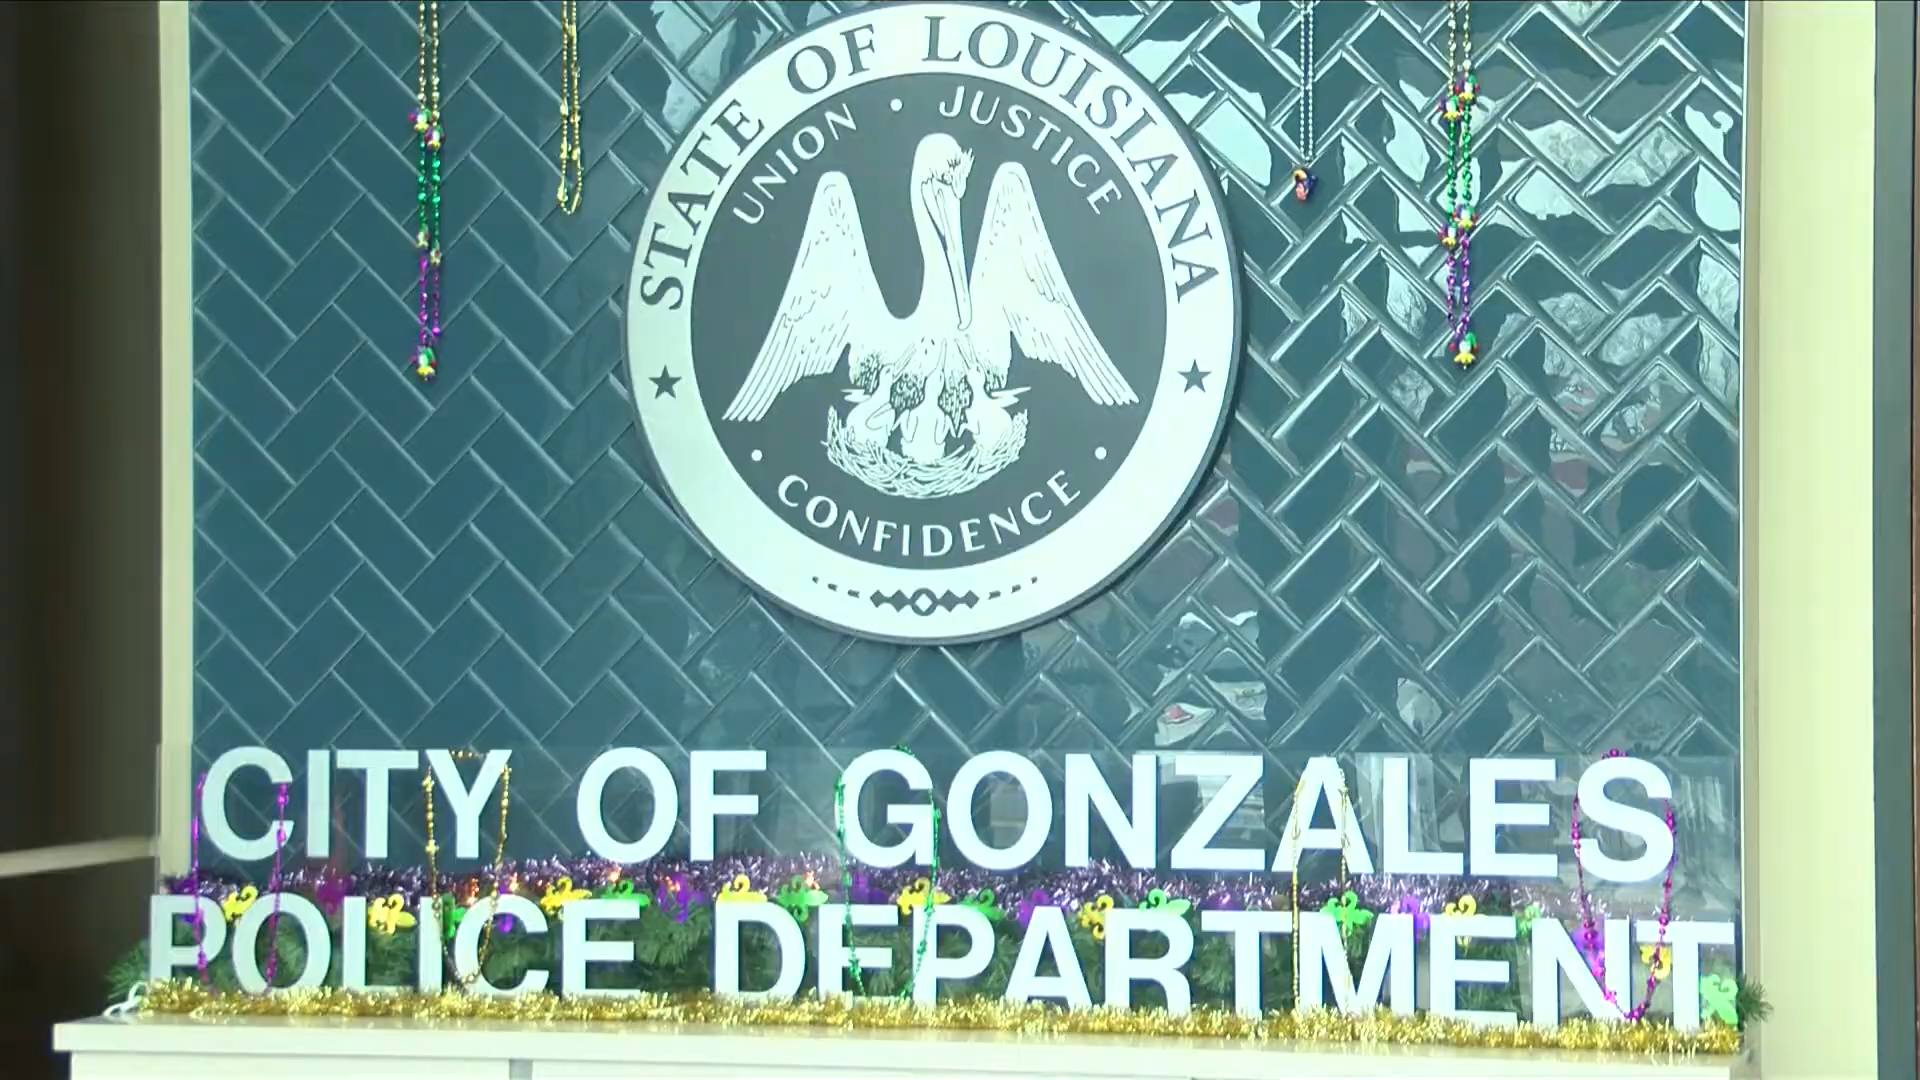 STATE OF LOUISIANA
UNION • JUSTICE
• CONFIDENCE •
CITY OF GONZALES
POLICE DEPARTMENT